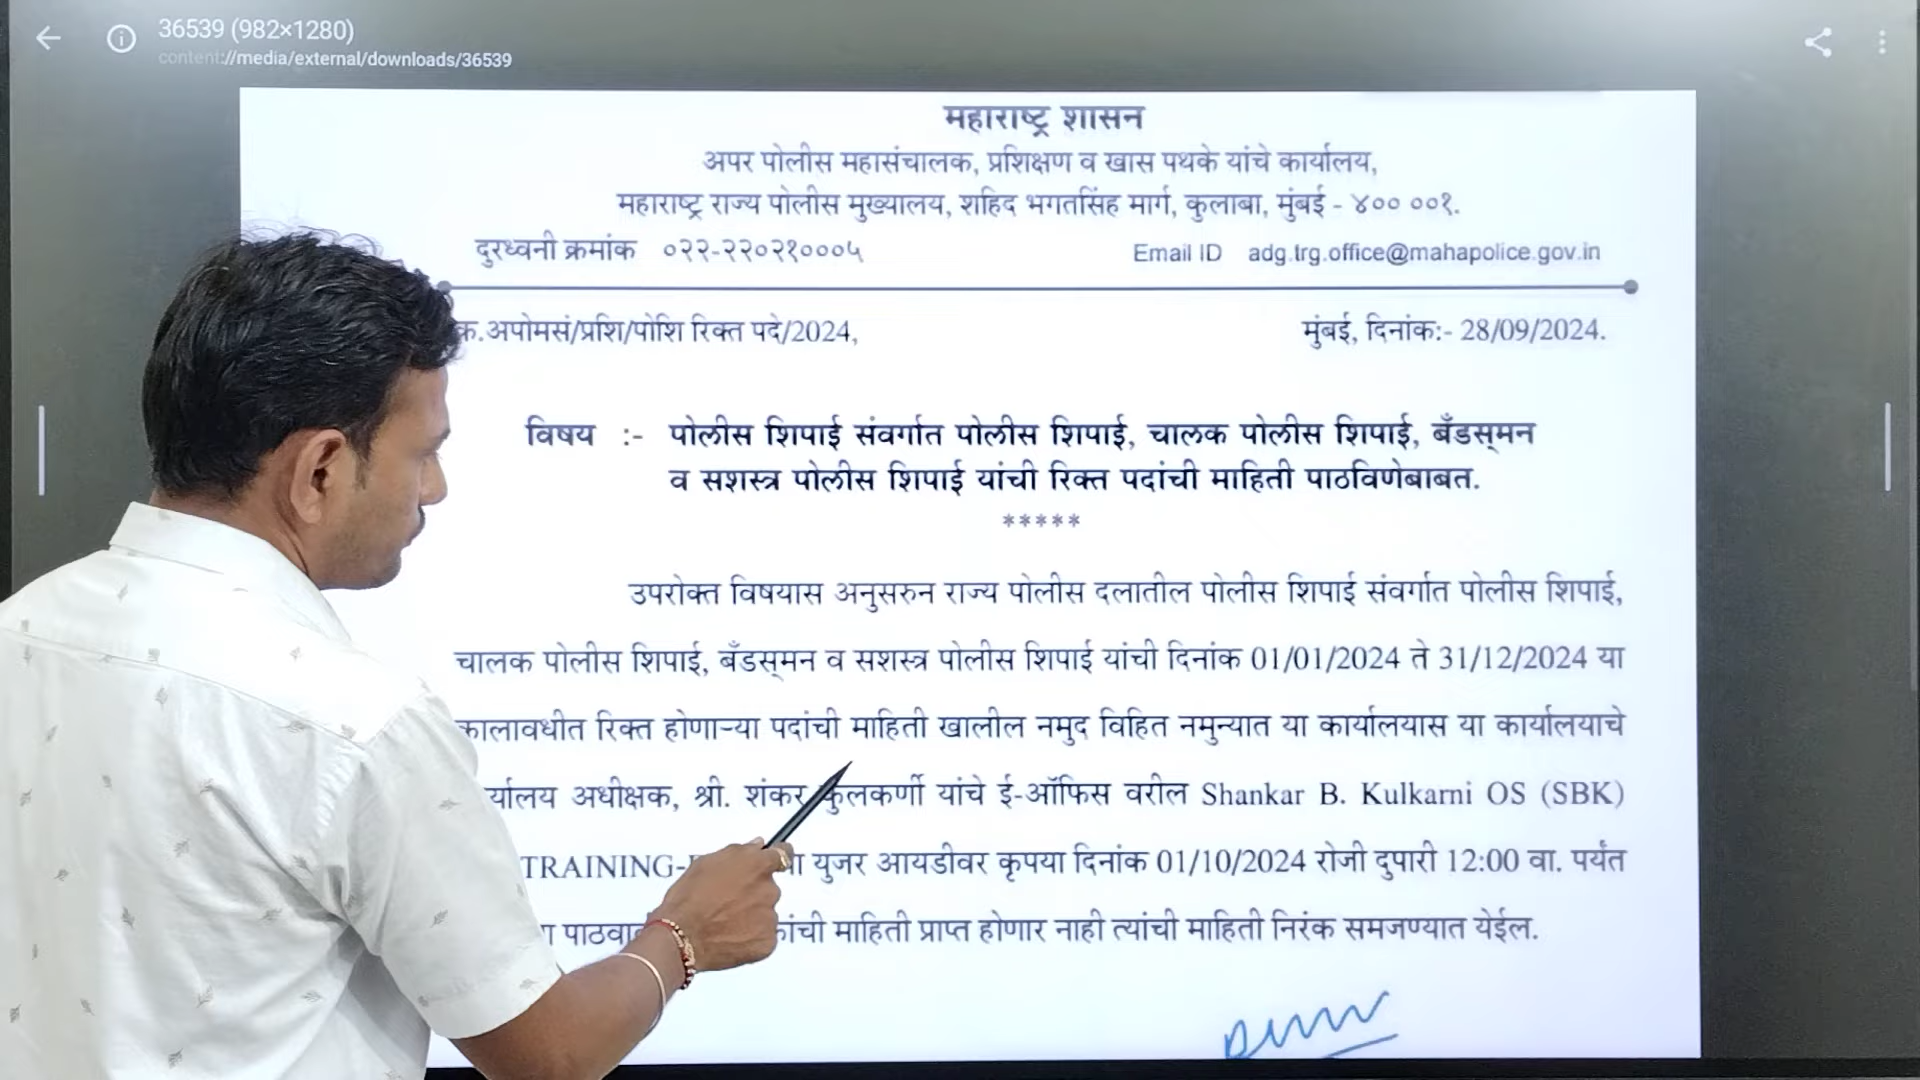 36539 (982×1280)
content://media/external/downloads/36539
महाराष्ट्र शासन
अपर पोलीस महासंचालक, प्रशिक्षण व खास पथके यांचे कार्यालय,
महाराष्ट्र राज्य पोलीस मुख्यालय, शहिद भगतसिंह मार्ग, कुलाबा, मुंबई - ४०० ००१.
दुरध्वनी क्रमांक ०२२-२२०२१०००५ Email ID adg.trg.office@mahapolice.gov.in
क्र.अपोमसं/प्रशि/पोशि रिक्त पदे/2024, मुंबई, दिनांक:- 28/09/2024.
विषय :- पोलीस शिपाई संवर्गात पोलीस शिपाई, चालक पोलीस शिपाई, बँडस्‌मन
व सशस्त्र पोलीस शिपाई यांची रिक्त पदांची माहिती पाठविणेबाबत.
*****
उपरोक्त विषयास अनुसरुन राज्य पोलीस दलातील पोलीस शिपाई संवर्गात पोलीस शिपाई,
चालक पोलीस शिपाई, बँडस्‌मन व सशस्त्र पोलीस शिपाई यांची दिनांक 01/01/2024 ते 31/12/2024 या
कालावधीत रिक्त होणाऱ्या पदांची माहिती खालील नमुद विहित नमुन्यात या कार्यालयास या कार्यालयाचे
र्यालय अधीक्षक, श्री. शंकर कुलकर्णी यांचे ई-ऑफिस वरील Shankar B. Kulkarni OS (SBK)
TRAINING- युजर आयडीवर कृपया दिनांक 01/10/2024 रोजी दुपारी 12:00 वा. पर्यंत
पाठवा कांची माहिती प्राप्त होणार नाही त्यांची माहिती निरंक समजण्यात येईल.